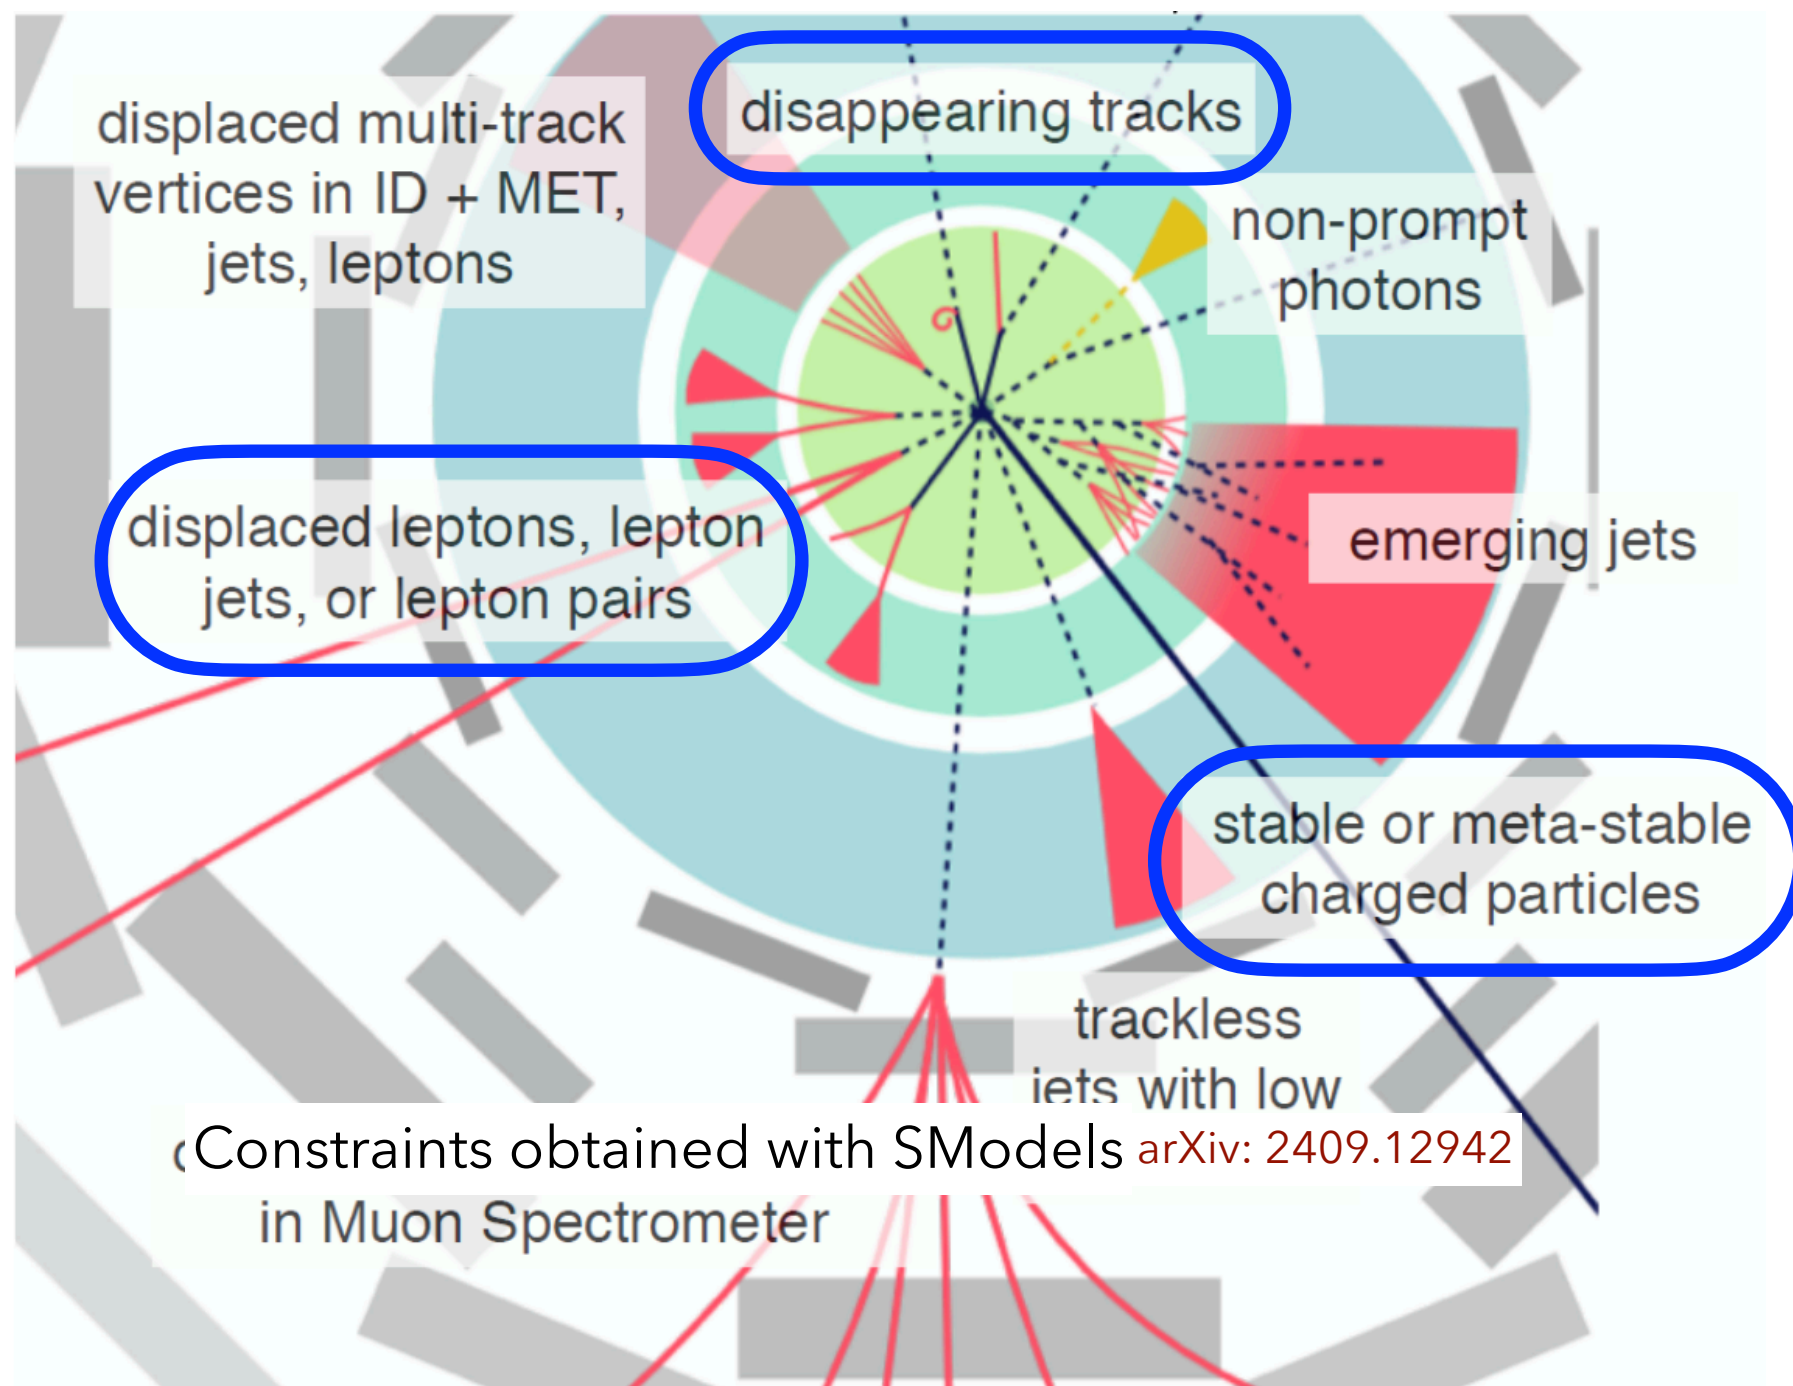 disappearing tracks
displaced multi-track
vertices in ID + MET,
jets, leptons
non-prompt
photons
displaced leptons, lepton
jets, or lepton pairs
emerging jets
stable or meta-stable
charged particles
trackless
jets with low
Constraints obtained with SModels arXiv: 2409.12942
in Muon Spectrometer